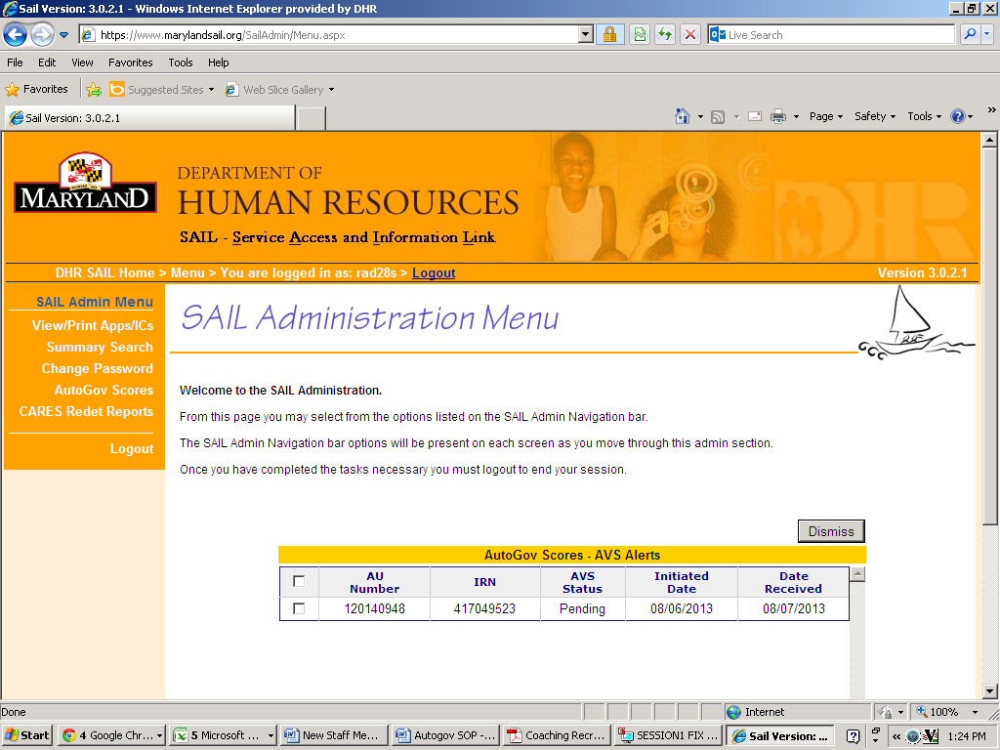 Sail Version: 3.0.2.1 - Windows Internet Explorer provided by DHR
https://www.marylandsail.org/SailAdmin/Menu.aspx
Live Search
File Edit View Favorites Tools Help
Favorites Suggested Sites Web Slice Gallery
Sail Version: 3.0.2.1
Page Safety Tools
MARYLAND
DEPARTMENT OF
HUMAN RESOURCES
SAIL - Service Access and Information Link
DHR
DHR SAIL Home > Menu > You are logged in as: rad28s > Logout
Version 3.0.2.1
SAIL Admin Menu
View/Print Apps/ICs
Summary Search
Change Password
AutoGov Scores
CARES Redet Reports
Logout
SAIL Administration Menu
Welcome to the SAIL Administration.
From this page you may select from the options listed on the SAIL Admin Navigation bar.
The SAIL Admin Navigation bar options will be present on each screen as you move through this admin section.
Once you have completed the tasks necessary you must logout to end your session.
Dismiss
AutoGov Scores - AVS Alerts
AU Number IRN AVS Status Initiated Date Date Received
120140948 417049523 Pending 08/06/2013 08/07/2013
Done Internet 100%
Start 4 Google Chr... 5 Microsoft ... New Staff Me... Autogov SOP -... Coaching Recr... SESSION1 FIX ... Sail Version: ... 1:24 PM